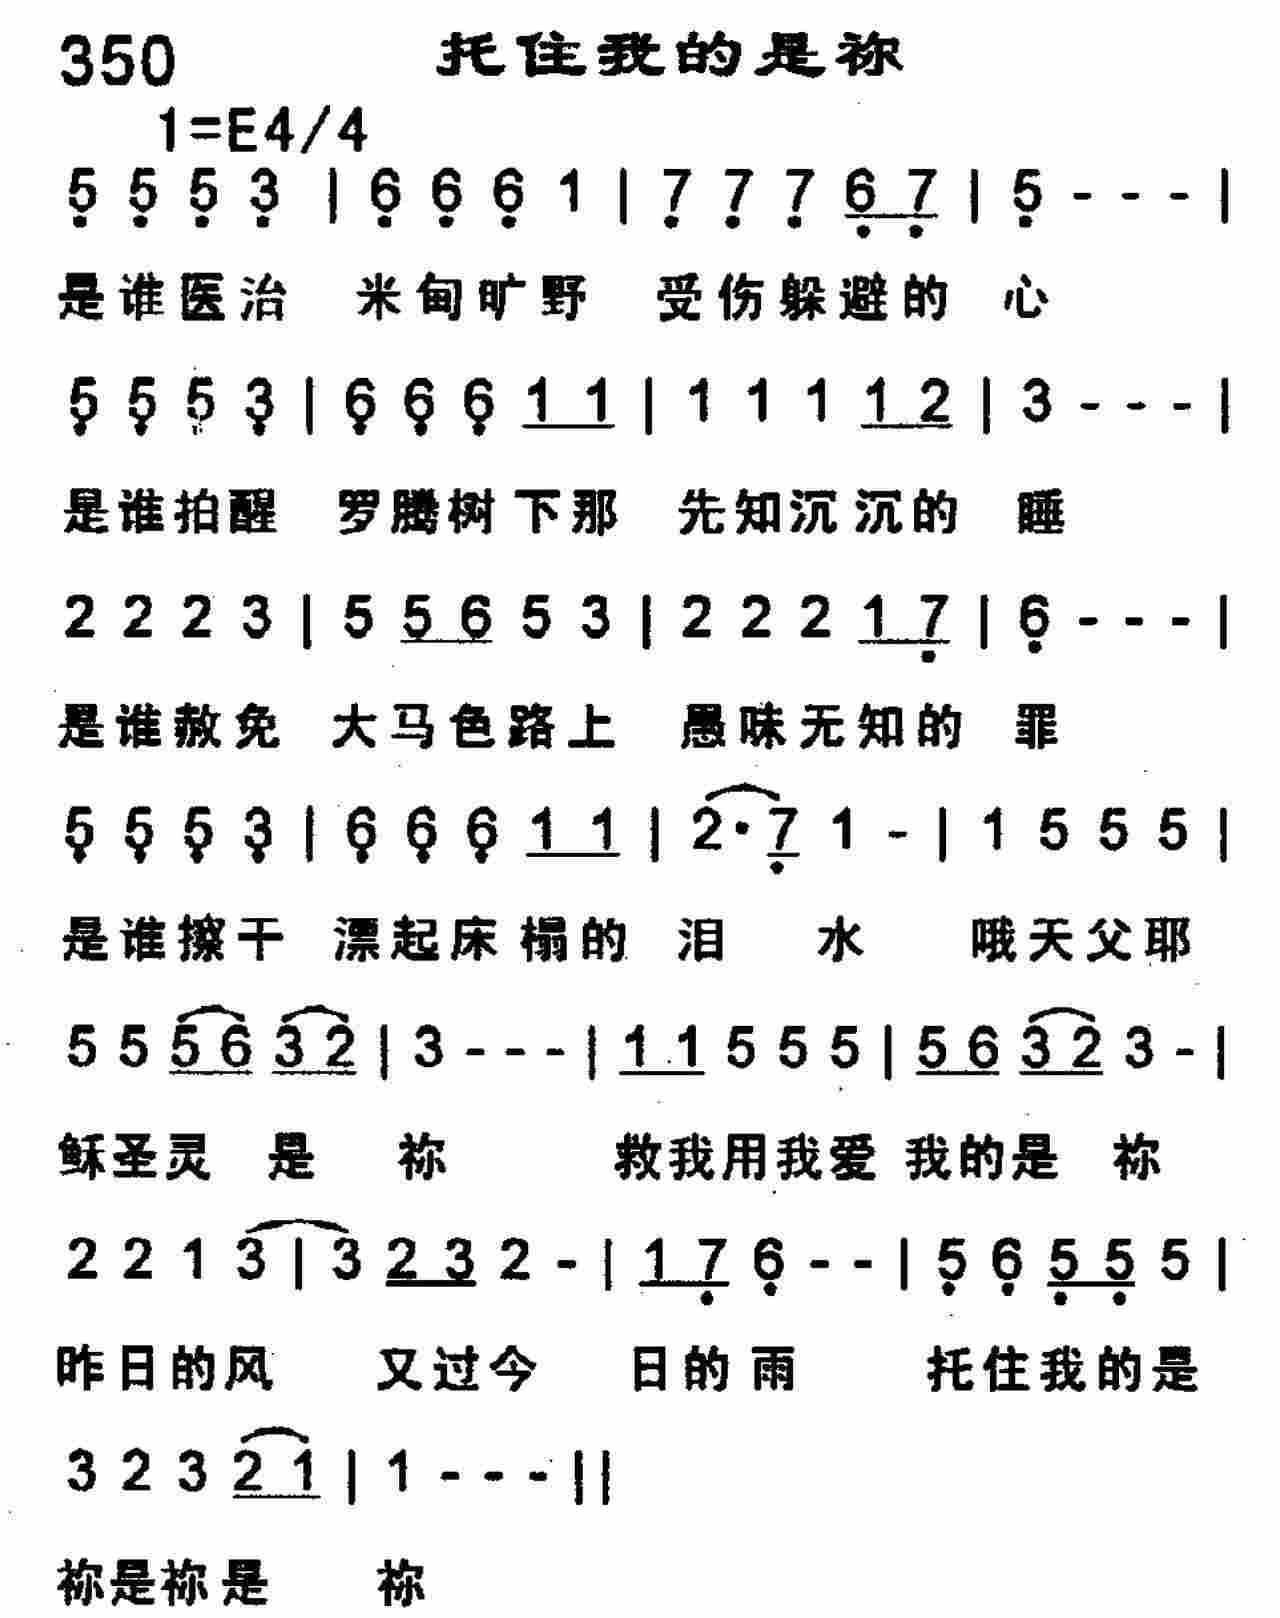 350 托住我的是祢
1=E4/4
5 5 5 3 | 6 6 6 1 | 7 7 7 6 7 | 5 - - - |
是谁医治 米甸旷野 受伤躲避的 心
5 5 5 3 | 6 6 6 1 1 | 1 1 1 1 2 | 3 - - - |
是谁拍醒 罗腾树下那 先知沉沉的 睡
2 2 2 3 | 5 5 6 5 3 | 2 2 2 1 7 | 6 - - - |
是谁赦免 大马色路上 愚昧无知的 罪
5 5 5 3 | 6 6 6 1 1 | 2· 7 1 - | 1 5 5 5 |
是谁擦干 漂起床榻的 泪 水 哦天父耶
5 5 5 6 3 2 | 3 - - - | 1 1 5 5 5 | 5 6 3 2 3 - |
稣圣灵 是 祢 救我用我爱 我的是 祢
2 2 1 3 | 3 2 3 2 - | 1 7 6 - - | 5 6 5 5 5 |
昨日的风 又过今 日的雨 托住我的是
3 2 3 2 1 | 1 - - - ||
祢是祢是 祢